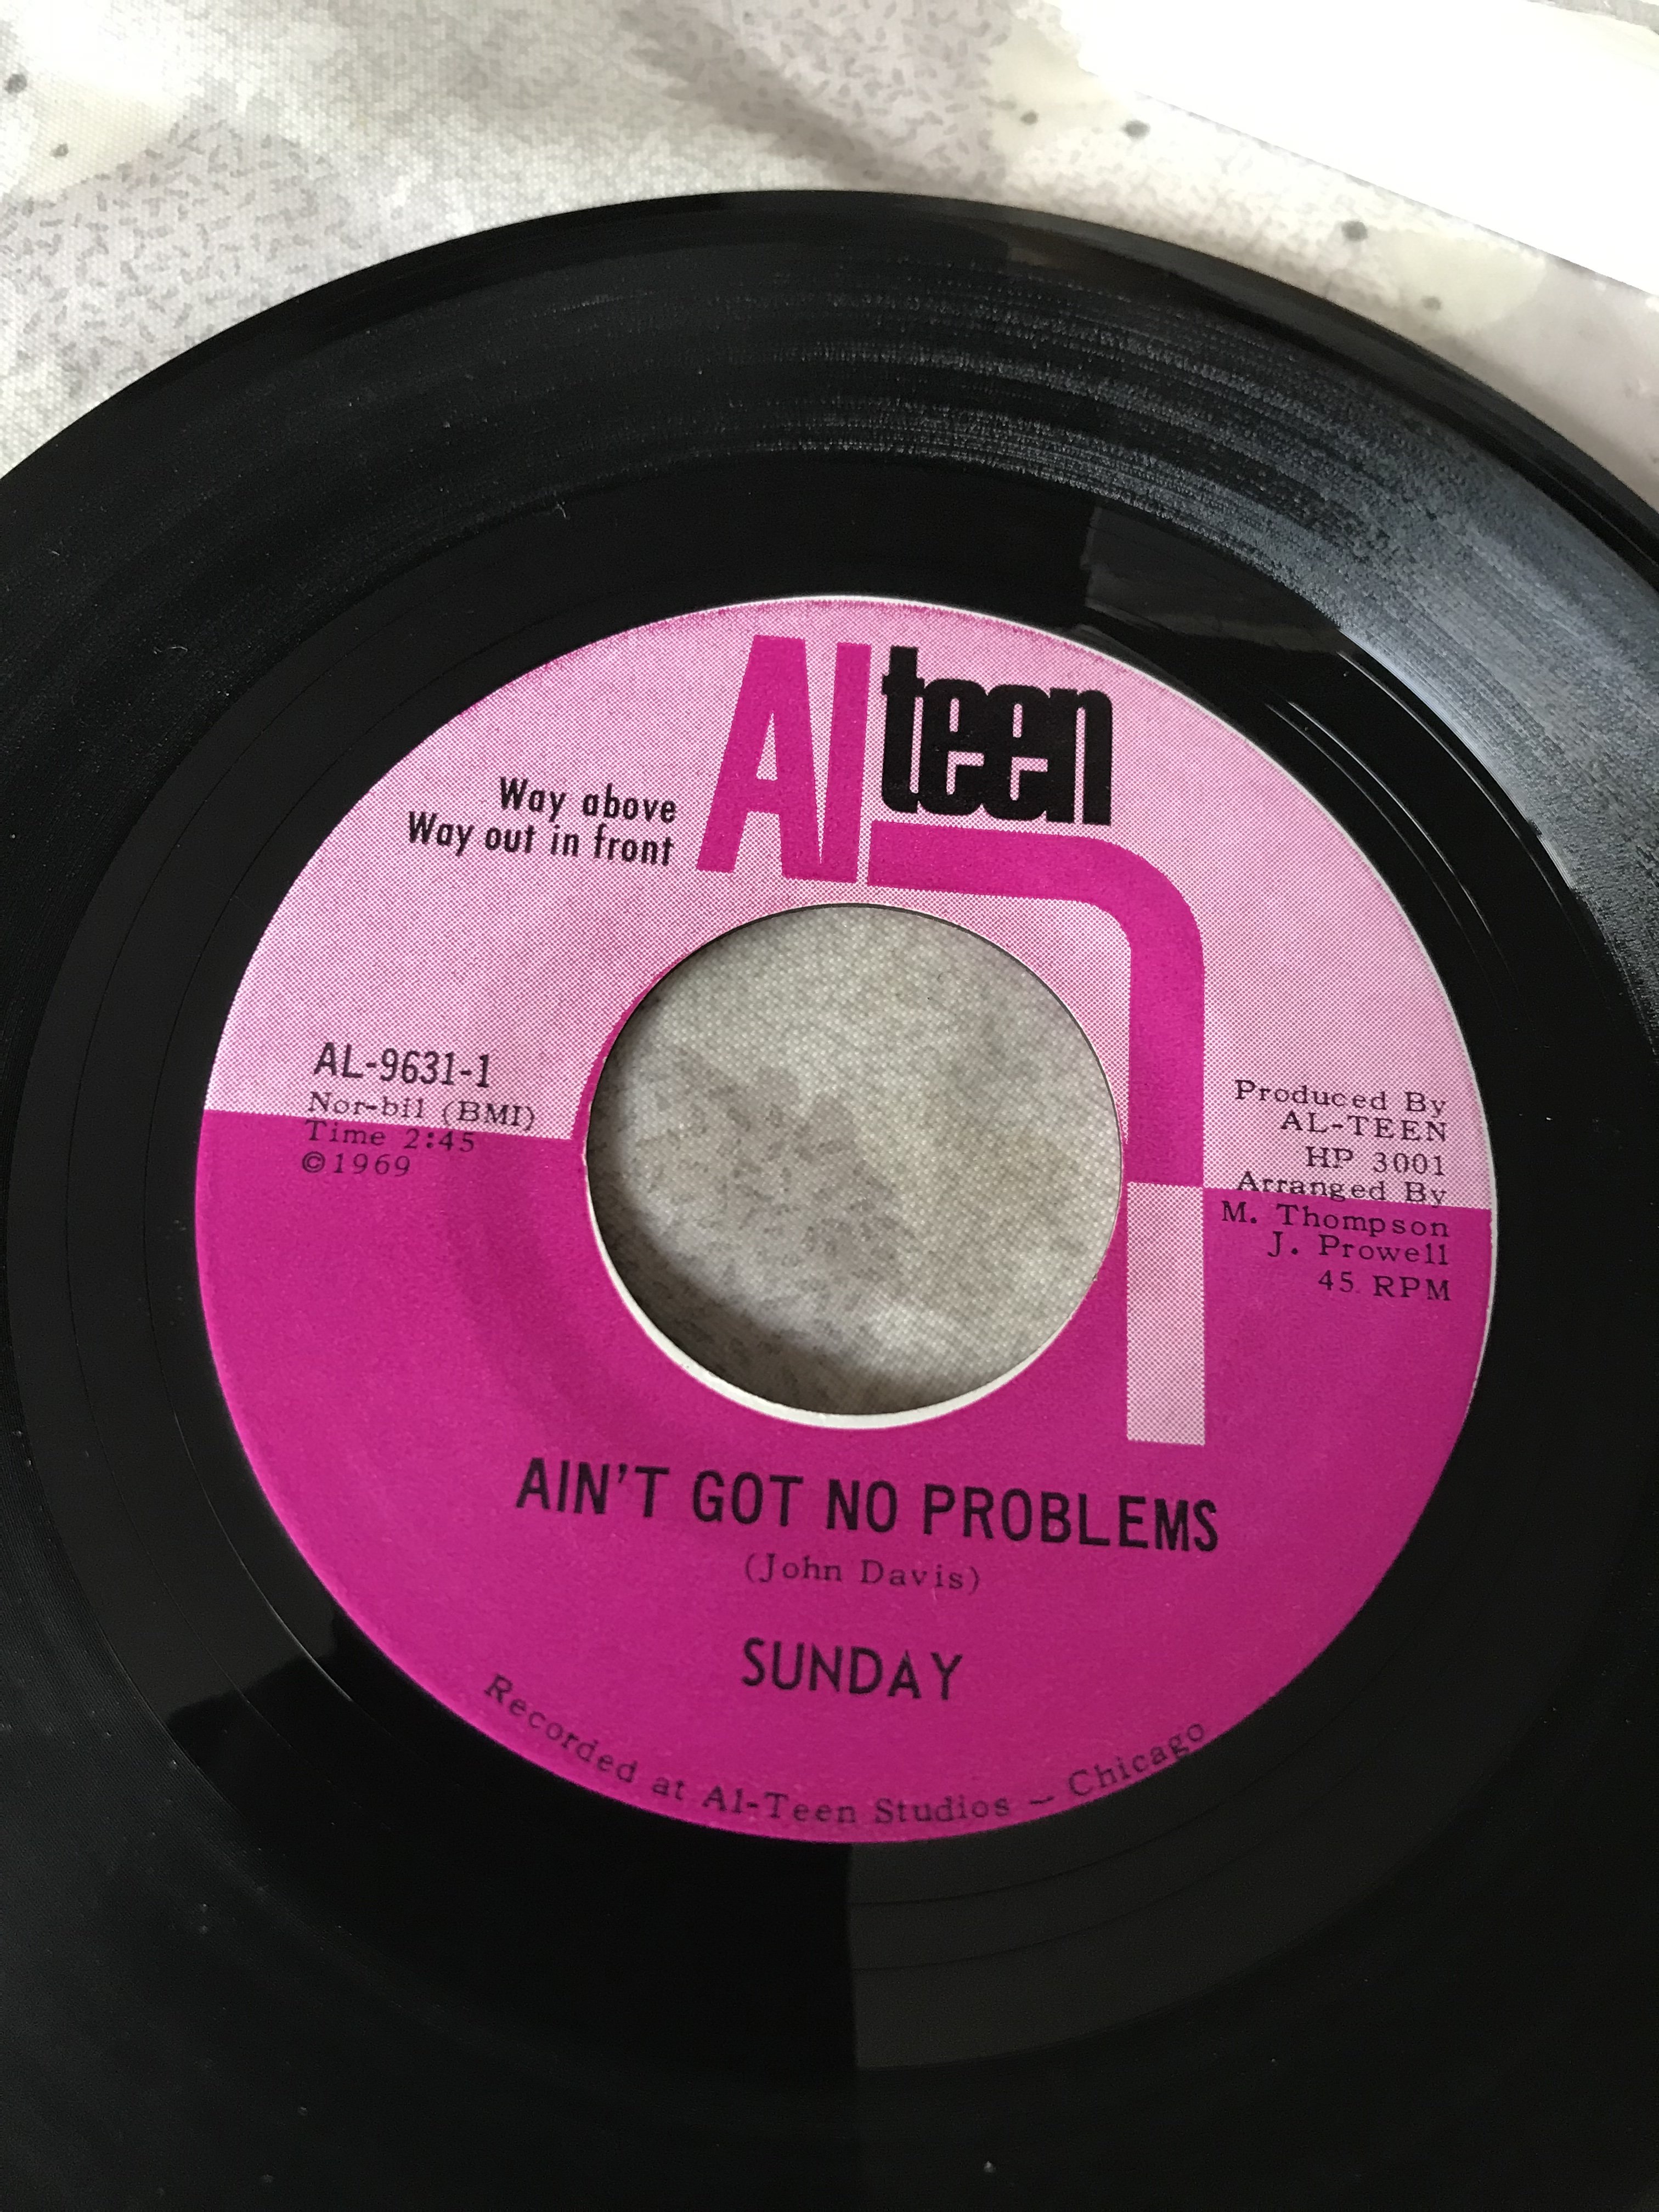 Al teen
Way above
Way out in front
AL-9631-1
Nor-bil (BMI)
Time 2:45
©1969
Produced By
AL-TEEN
HP 3001
Arranged By
M. Thompson
J. Prowell
45 RPM
AIN'T GOT NO PROBLEMS
(John Davis)
SUNDAY
Recorded at Al-Teen Studios - Chicago